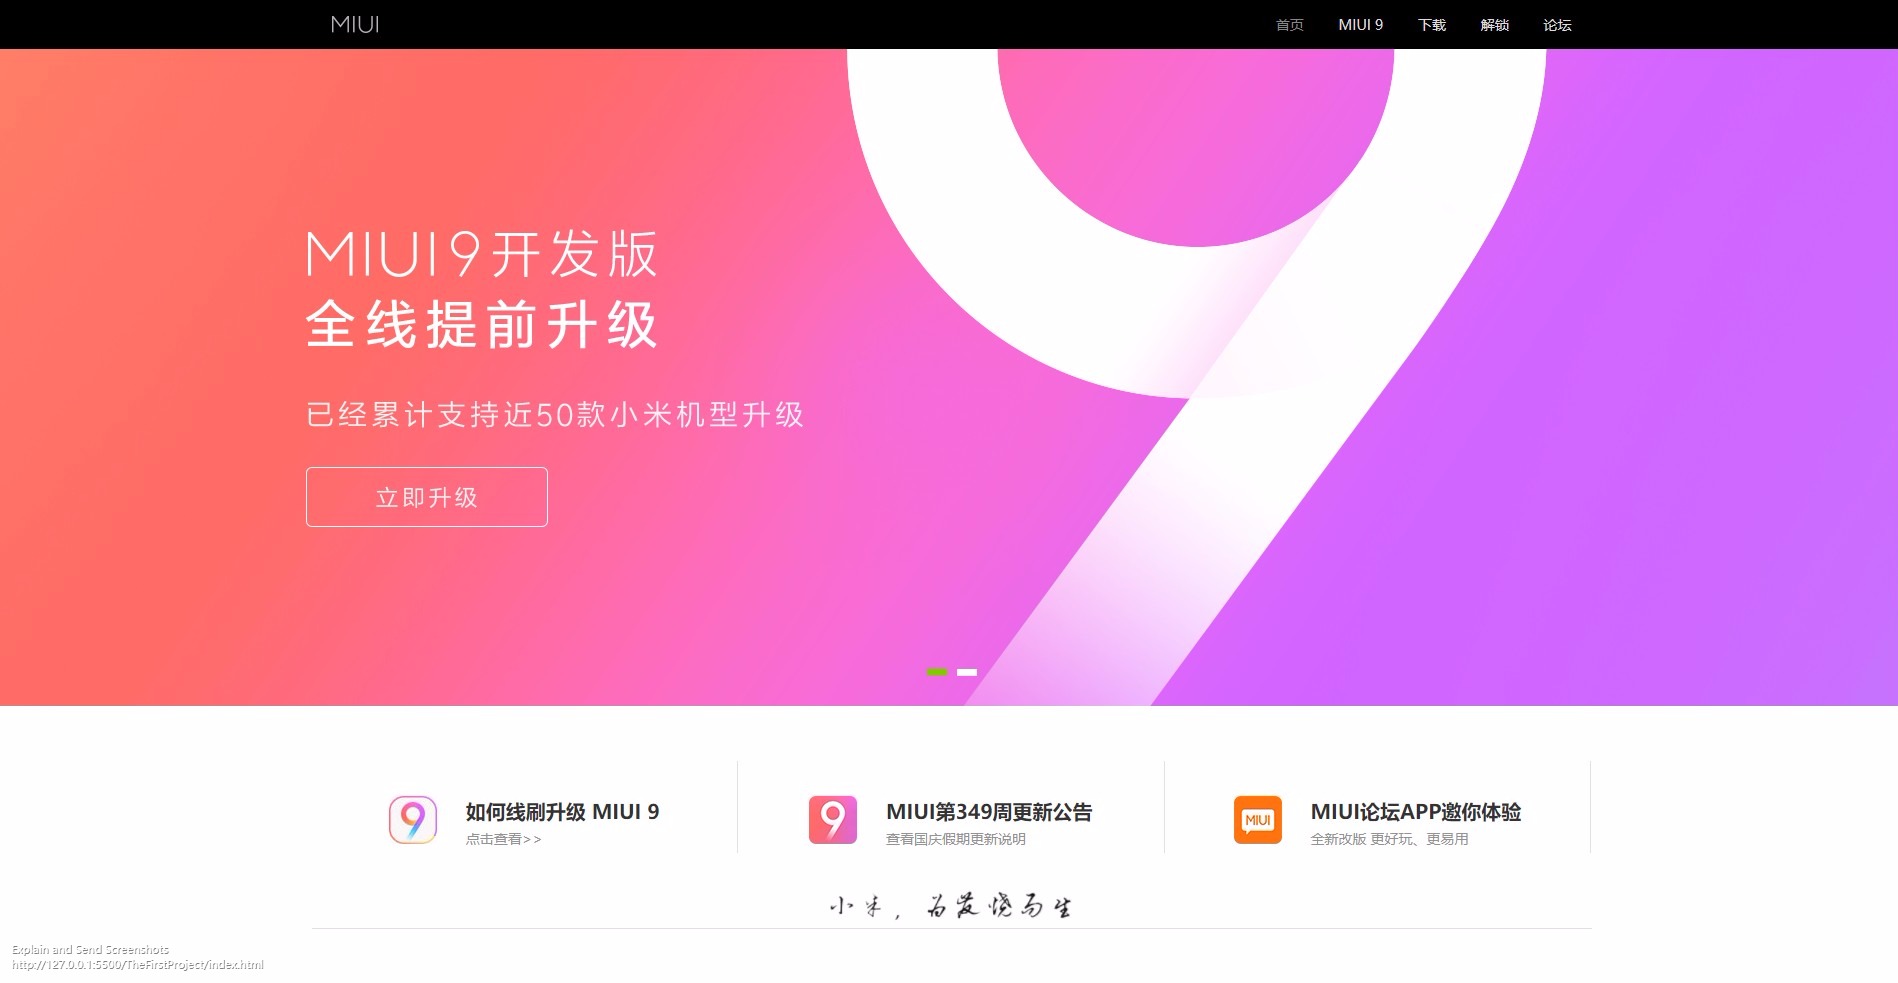 MIUI
首页 MIUI 9 下载 解锁 论坛
MIUI9开发版
全线提前升级
已经累计支持近50款小米机型升级
立即升级
如何线刷升级 MIUI 9
点击查看>>
MIUI第349周更新公告
查看国庆假期更新说明
MIUI
MIUI论坛APP邀你体验
全新改版 更好玩、更易用
小米，为发烧而生
Explain and Send Screenshots
http://127.0.0.1:5500/TheFirstProject/index.html